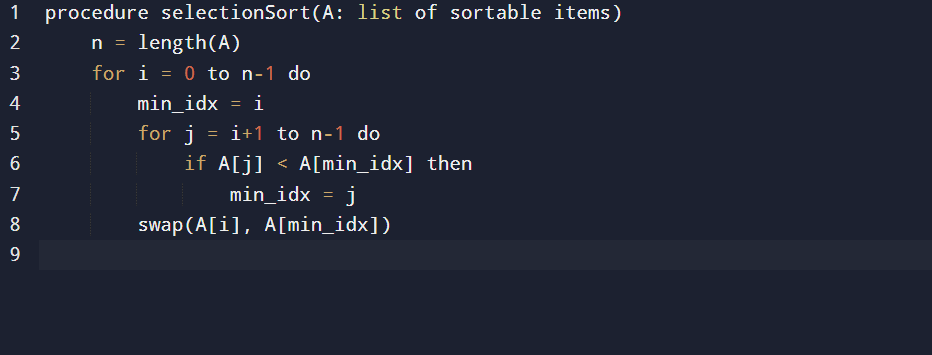 1 procedure selectionSort(A: list of sortable items)
2     n = length(A)
3     for i = 0 to n-1 do
4         min_idx = i
5         for j = i+1 to n-1 do
6             if A[j] < A[min_idx] then
7                 min_idx = j
8         swap(A[i], A[min_idx])
9